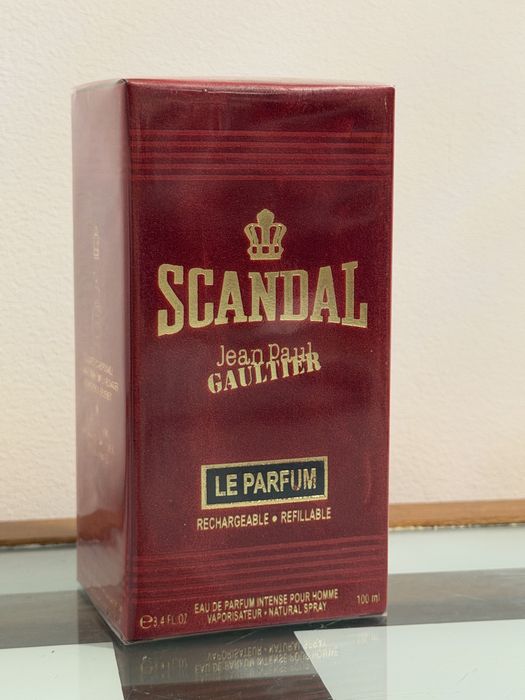 SCANDAL
Jean Paul
GAULTIER
LE PARFUM
RECHARGEABLE • REFILLABLE
EAU DE PARFUM INTENSE POUR HOMME
VAPORISATEUR - NATURAL SPRAY
℮3.4 FL.OZ
100 ml